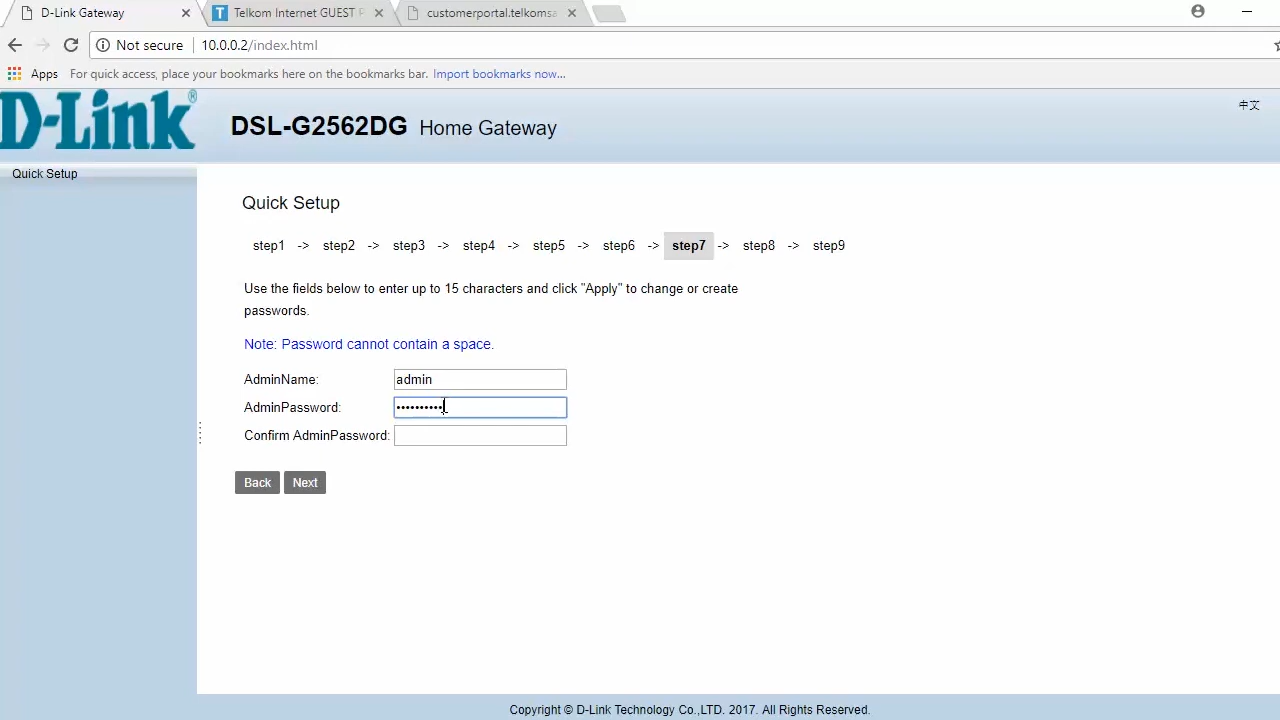 D-Link Gateway
Telkom Internet GUEST P
customerportal.telkomsa
Not secure 10.0.0.2/index.html
Apps For quick access, place your bookmarks here on the bookmarks bar. Import bookmarks now...
D-Link®
DSL-G2562DG Home Gateway
中文
Quick Setup
Quick Setup
step1 -> step2 -> step3 -> step4 -> step5 -> step6 -> step7 -> step8 -> step9
Use the fields below to enter up to 15 characters and click "Apply" to change or create
passwords.
Note: Password cannot contain a space.
AdminName: admin
AdminPassword: ••••••••••
Confirm AdminPassword:
Back Next
Copyright © D-Link Technology Co.,LTD. 2017. All Rights Reserved.